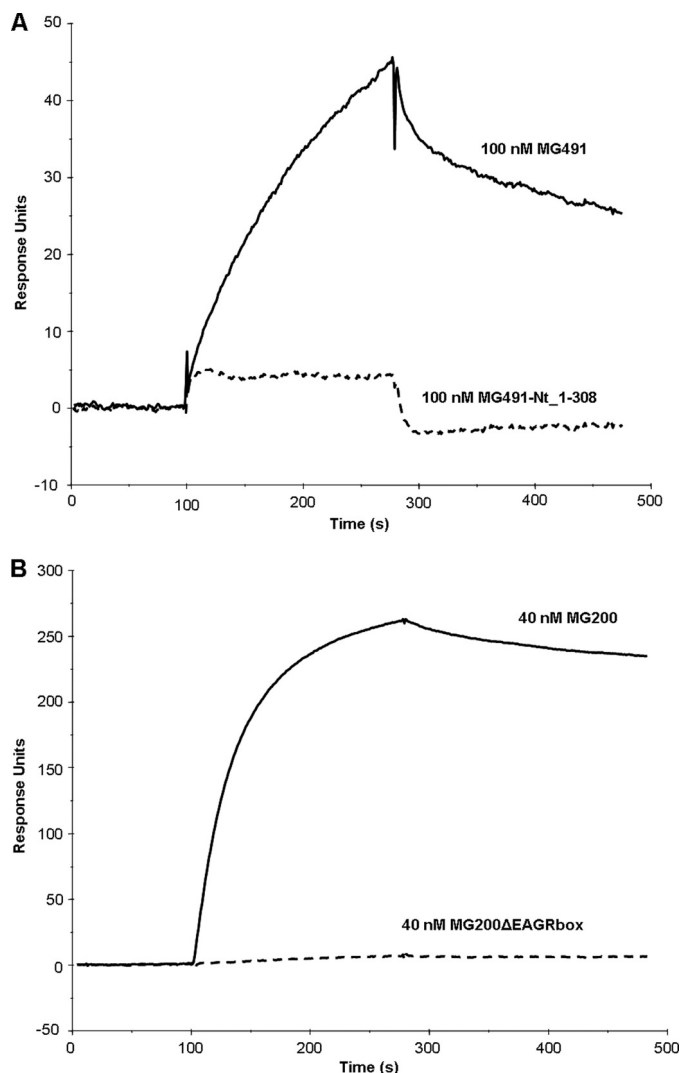 A
50
40
30
20
10
0
-10
Response Units
100 nM MG491
100 nM MG491-Nt_1-308
0 100 200 300 400 500
Time (s)
B
300
250
200
150
100
50
0
-50
Response Units
40 nM MG200
40 nM MG200ΔEAGRbox
0 100 200 300 400 500
Time (s)